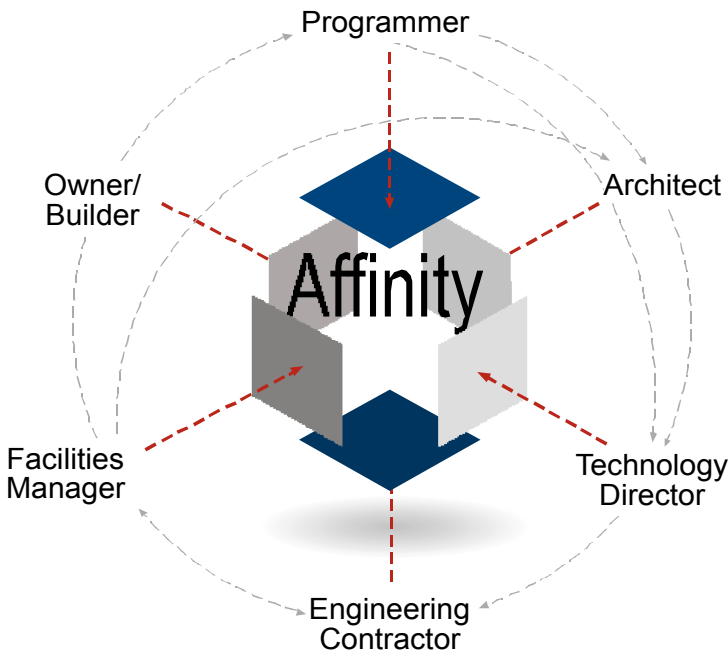 Programmer
Owner/
Builder
Architect
Affinity
Facilities
Manager
Technology
Director
Engineering
Contractor